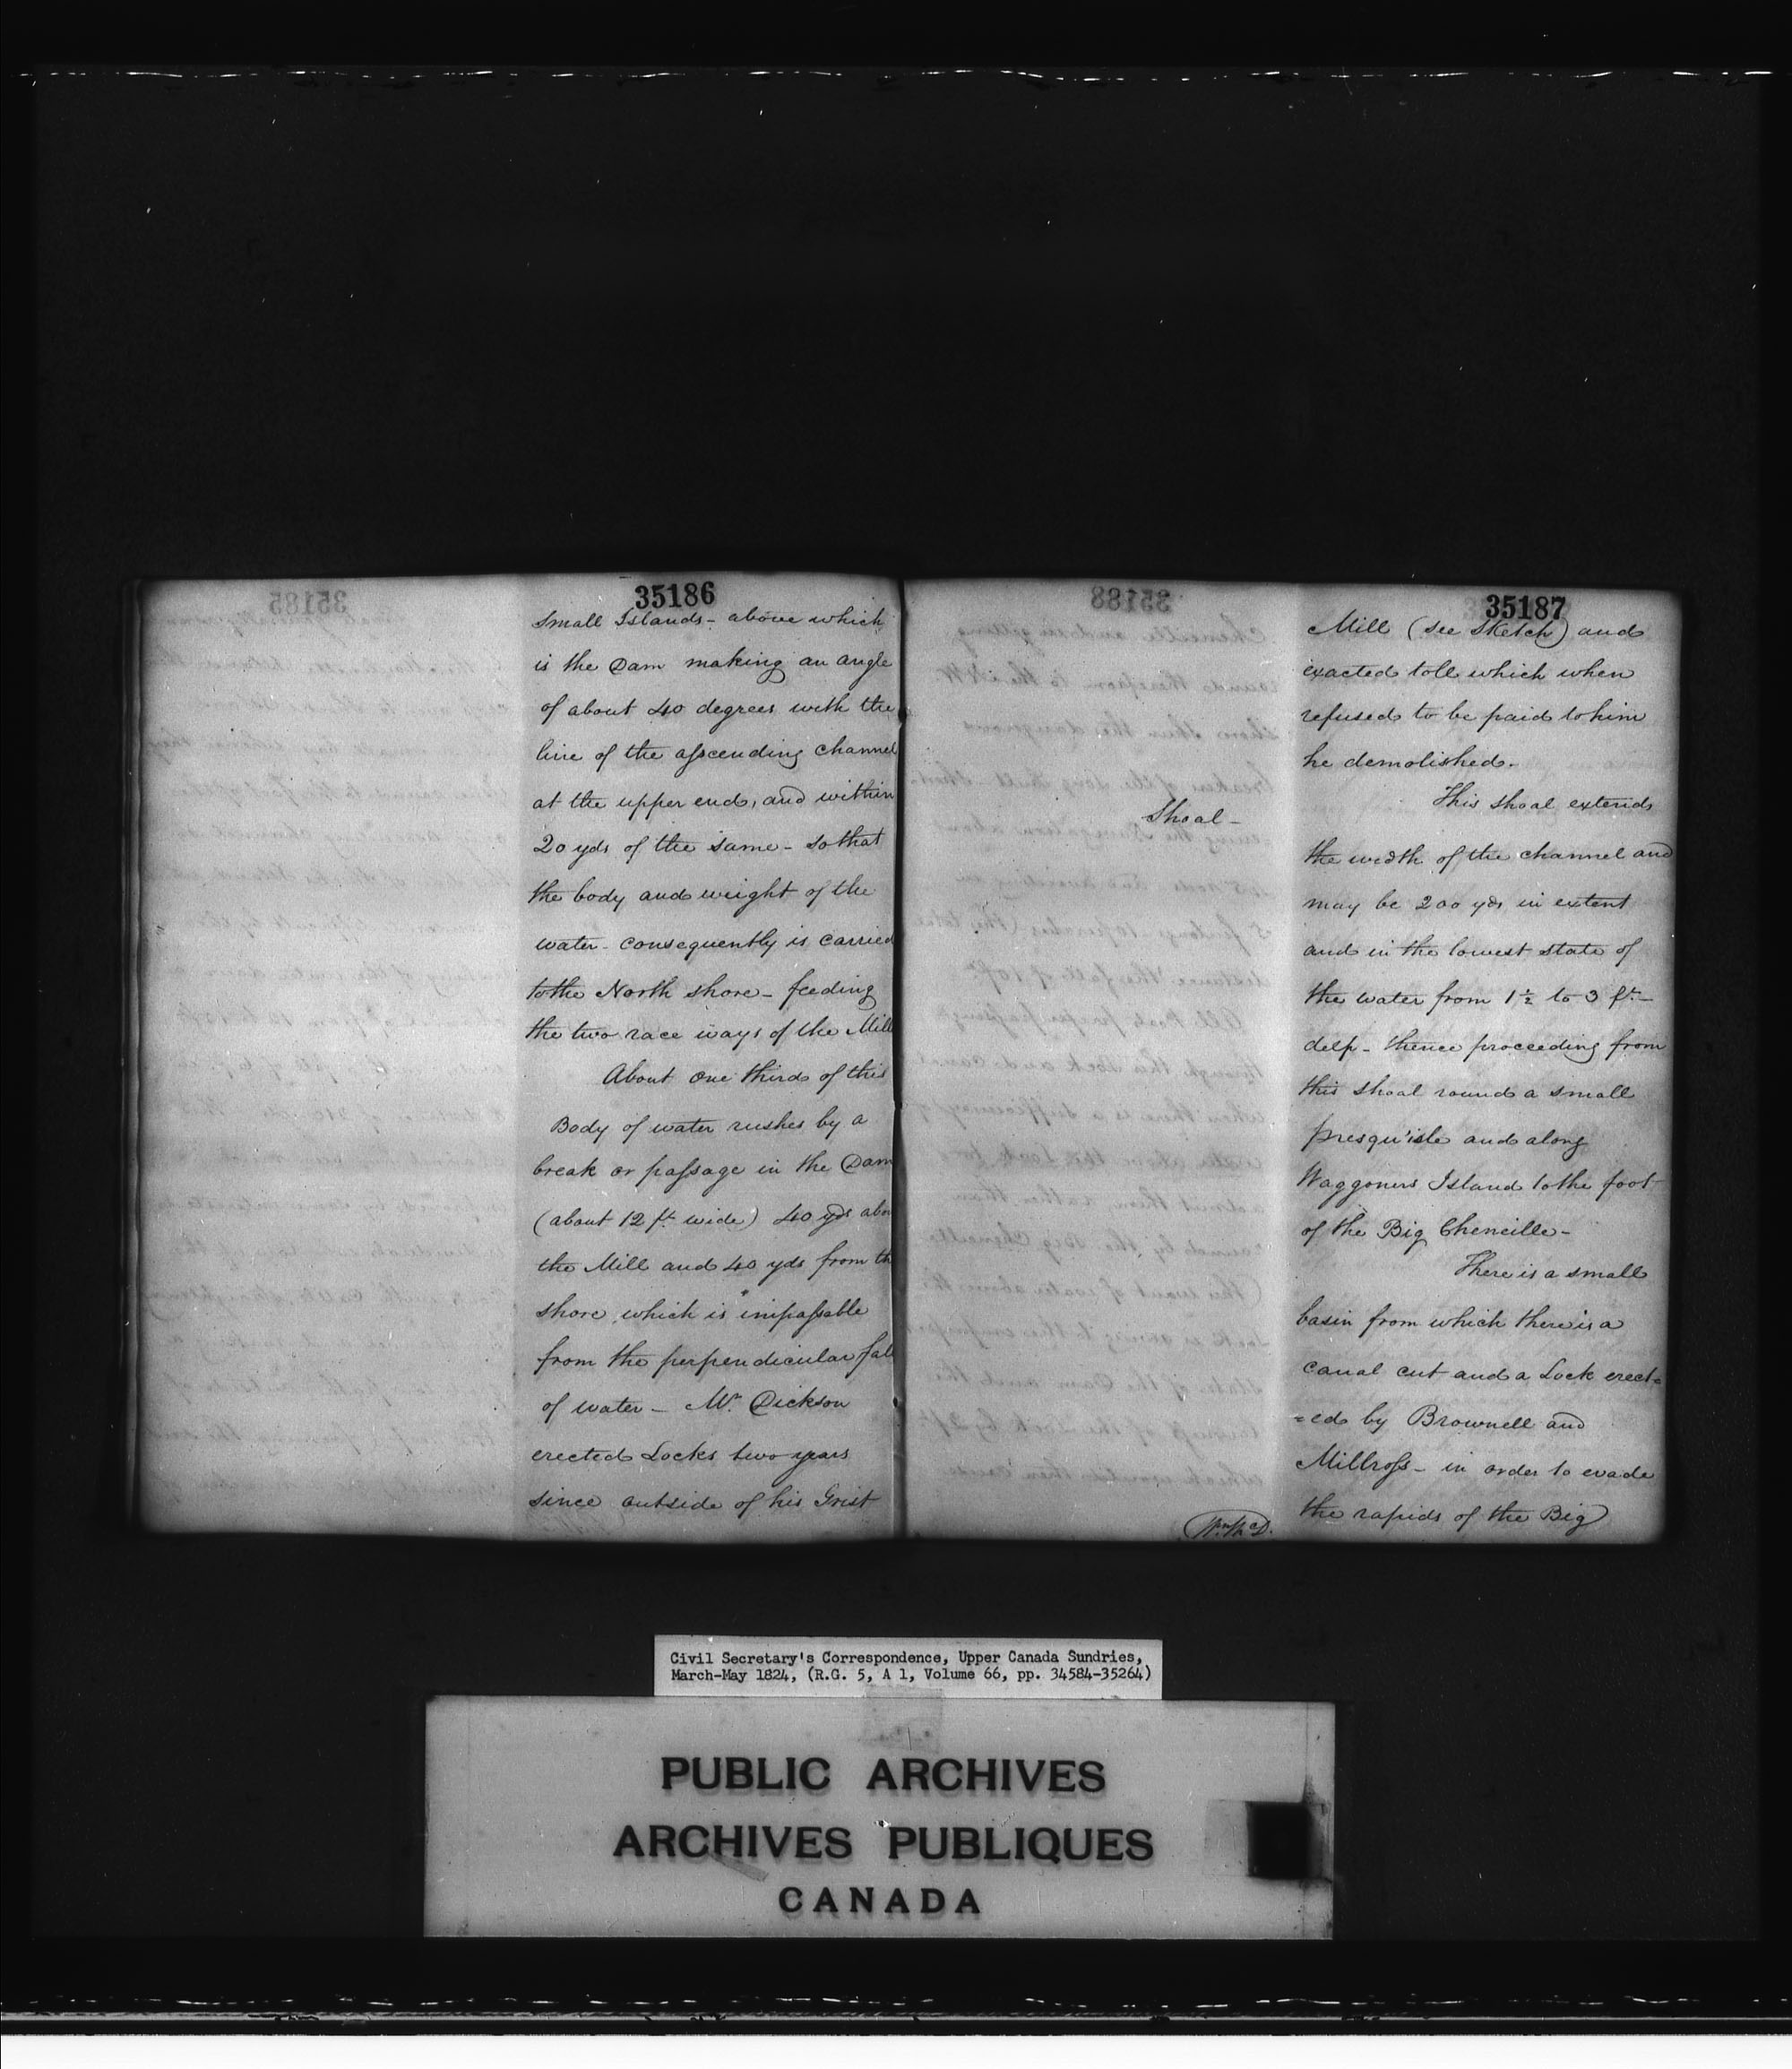 35186
small Islands - above which
is the Dam making an angle
of about 40 degrees with the
line of the assending channel
at the upper end, and within
20 yds of the same - so that
the body and weight of the
water - consequently is carried
to the North shore - feeding
the two race ways of the Mill
About one third of this
Body of water rushes by a
break or passage in the Dam
(about 12 ft. wide) 40 yds abov
the Mill and 40 yds from th
shore, which is impassable
from the perpendicular fall
of water - Mr. Dickson
erected Locks two years
since outside of his Grist
35187
Mill (see Sketch) and
exacted toll which when
refused to be paid to him
he demolished.
Shoal -
This shoal extends
the width of the channel and
may be 200 yds in extent
and in the lowest state of
the water from 1½ to 3 ft. -
deep - thence proceeding from
this shoal round a small
presqu'isle and along
Waggoners Island to the foot
of the Big Cheneille -
There is a small
basin from which there is a
canal cut and a Lock erect=
=ed by Brownell and
Millross - in order to evade
the rapids of the Big
Civil Secretary's Correspondence, Upper Canada Sundries,
March-May 1824, (R.G. 5, A 1, Volume 66, pp. 34584-35264)
PUBLIC ARCHIVES
ARCHIVES PUBLIQUES
CANADA